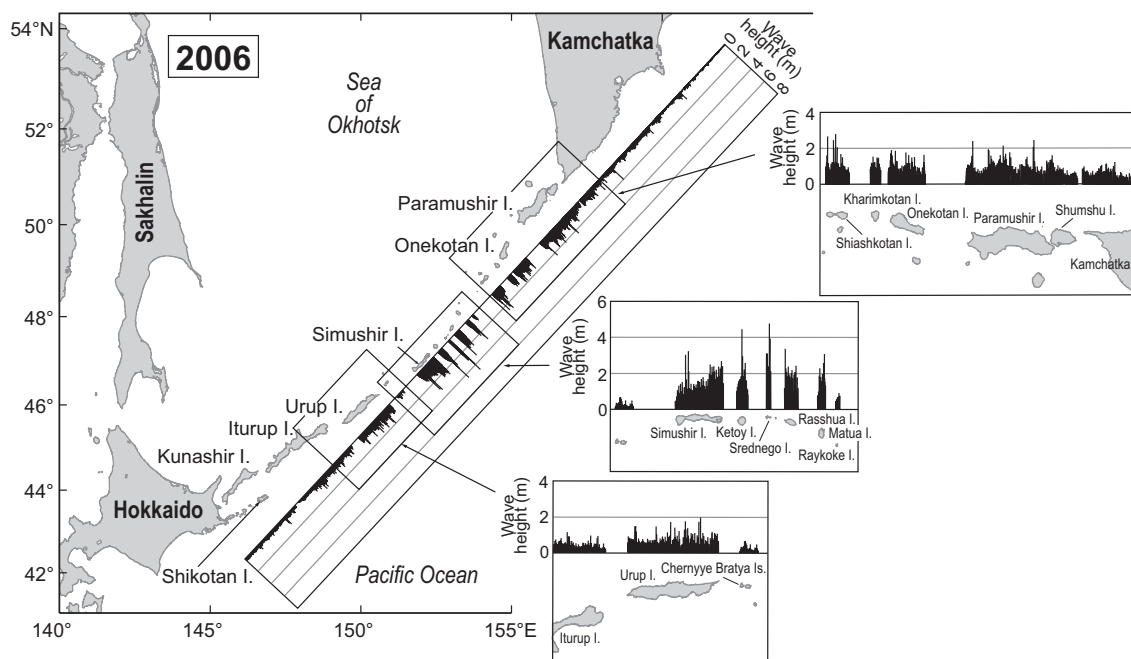 54°N
52°
50°
48°
46°
44°
42°
140°
145°
150°
155°E
2006
Sakhalin
Sea
of
Okhotsk
Kamchatka
Wave
height (m)
0
2
4
6
8
Paramushir I.
Onekotan I.
Simushir I.
Urup I.
Iturup I.
Kunashir I.
Hokkaido
Shikotan I.
Pacific Ocean
Wave
height (m)
4
2
0
Kharimkotan I.
Onekotan I.
Shiashkotan I.
Paramushir I.
Shumshu I.
Kamchatka
Wave
height (m)
6
4
2
0
Simushir I.
Ketoy I.
Srednego I.
Rasshua I.
Matua I.
Raykoke I.
Wave
height (m)
4
2
0
Urup I.
Chernyye Bratya Is.
Iturup I.